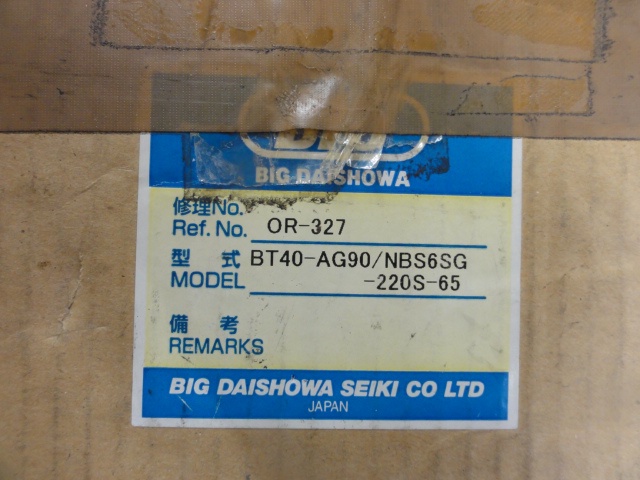 BIG
BIG DAISHOWA
修理No.
Ref. No. OR-327
型 式 BT40-AG90/NBS6SG
MODEL -220S-65
備 考
REMARKS
BIG DAISHOWA SEIKI CO LTD
JAPAN